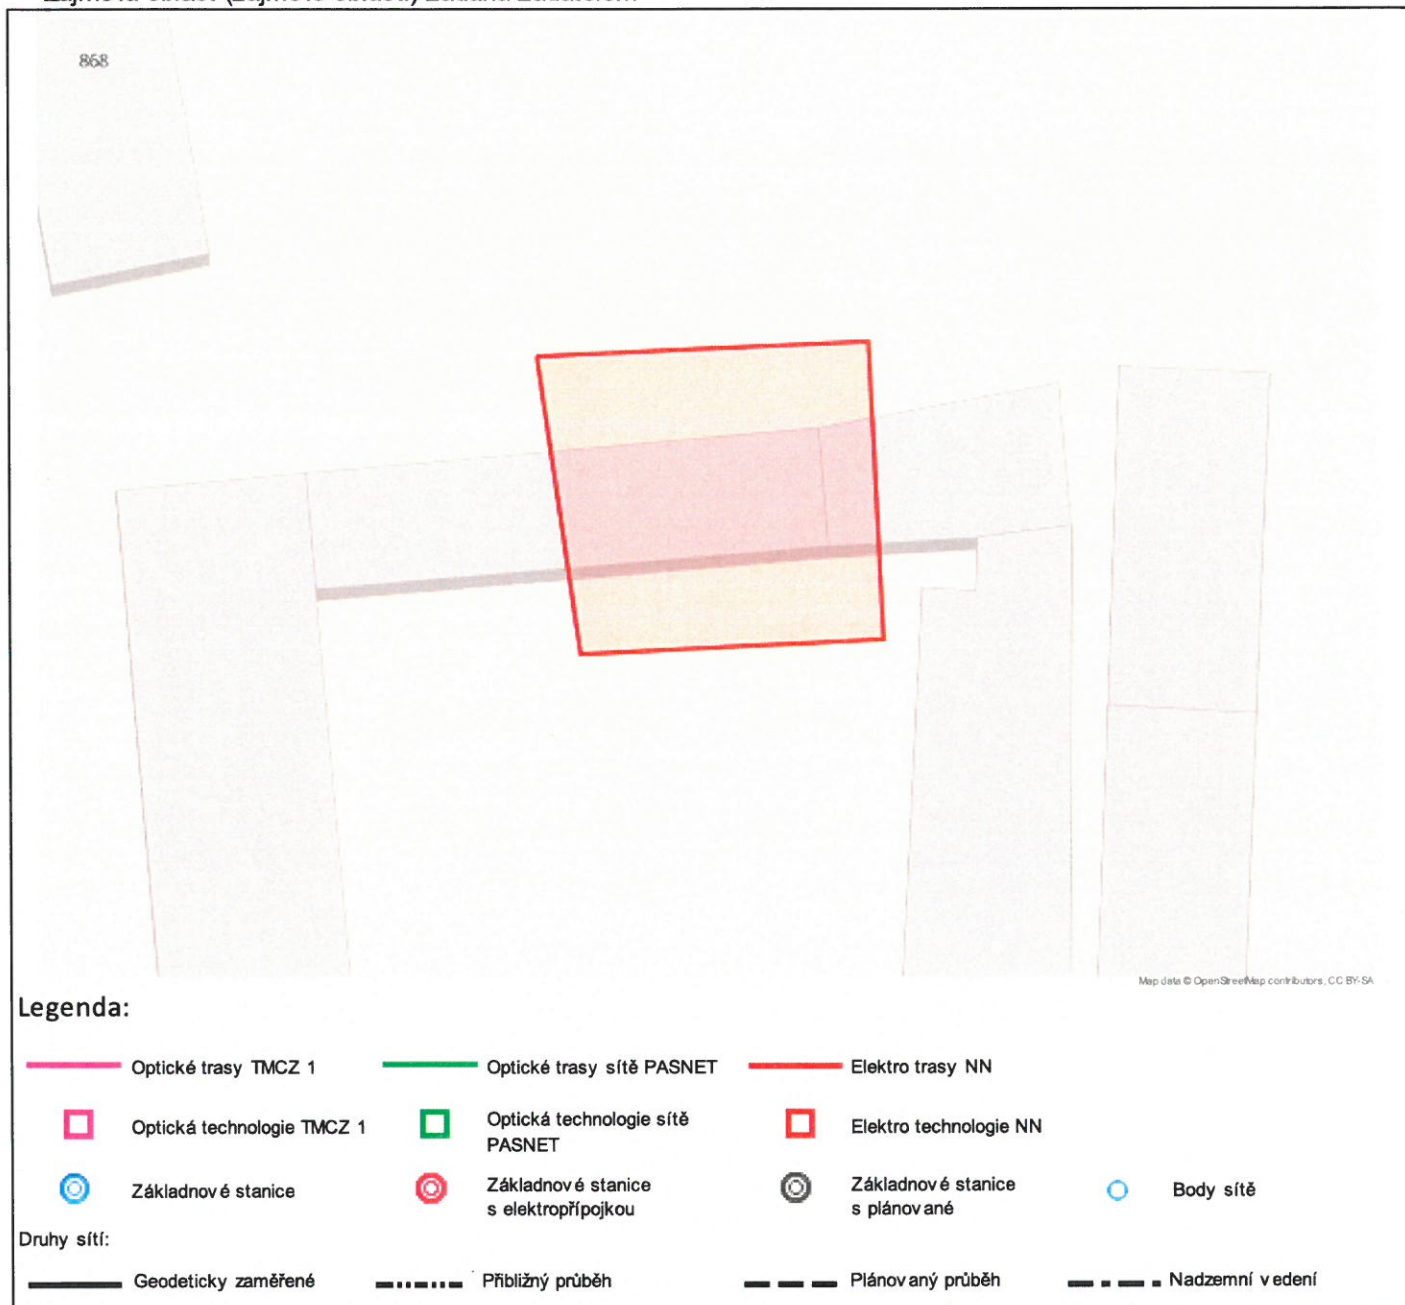 868
Map data © OpenStreetMap contributors, CC BY-SA
Legenda:
Optické trasy TMCZ 1
Optické trasy sítě PASNET
Elektro trasy NN
Optická technologie TMCZ 1
Optická technologie sítě
PASNET
Elektro technologie NN
Základnové stanice
Základnové stanice
s elektropřípojkou
Základnové stanice
s plánované
Body sítě
Druhy sítí:
Geodeticky zaměřené
Přibližný průběh
Plánovaný průběh
Nadzemní vedení